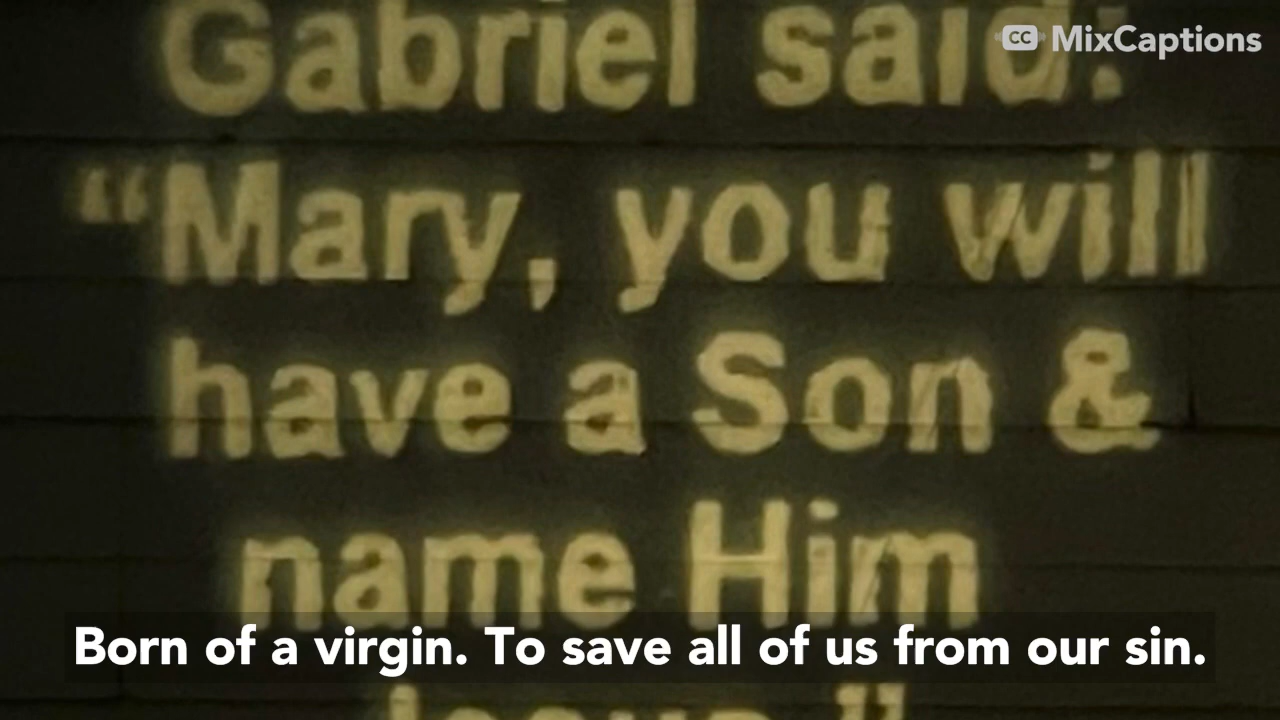 Gabriel said:
CC MixCaptions
“Mary, you will
have a Son &
name Him
Born of a virgin. To save all of us from our sin.